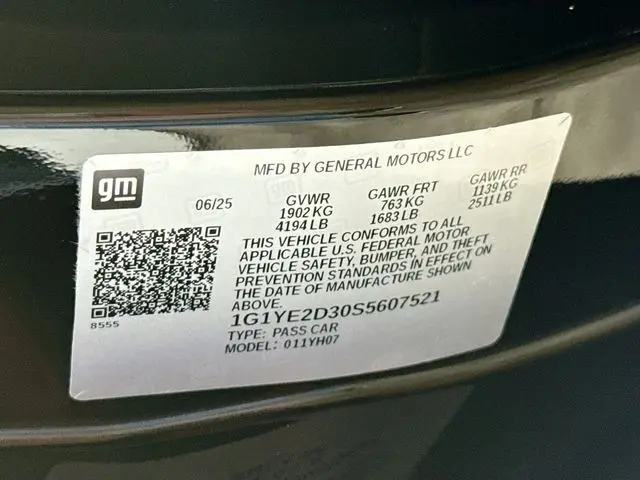 MFD BY GENERAL MOTORS LLC
gm
06/25 GVWR GAWR FRT GAWR RR
1902 KG 763 KG 1139 KG
4194 LB 1683 LB 2511 LB
THIS VEHICLE CONFORMS TO ALL
APPLICABLE U.S. FEDERAL MOTOR
VEHICLE SAFETY, BUMPER, AND THEFT
PREVENTION STANDARDS IN EFFECT ON
THE DATE OF MANUFACTURE SHOWN
ABOVE.
8555
1G1YE2D30S5607521
TYPE: PASS CAR
MODEL: 011YH07